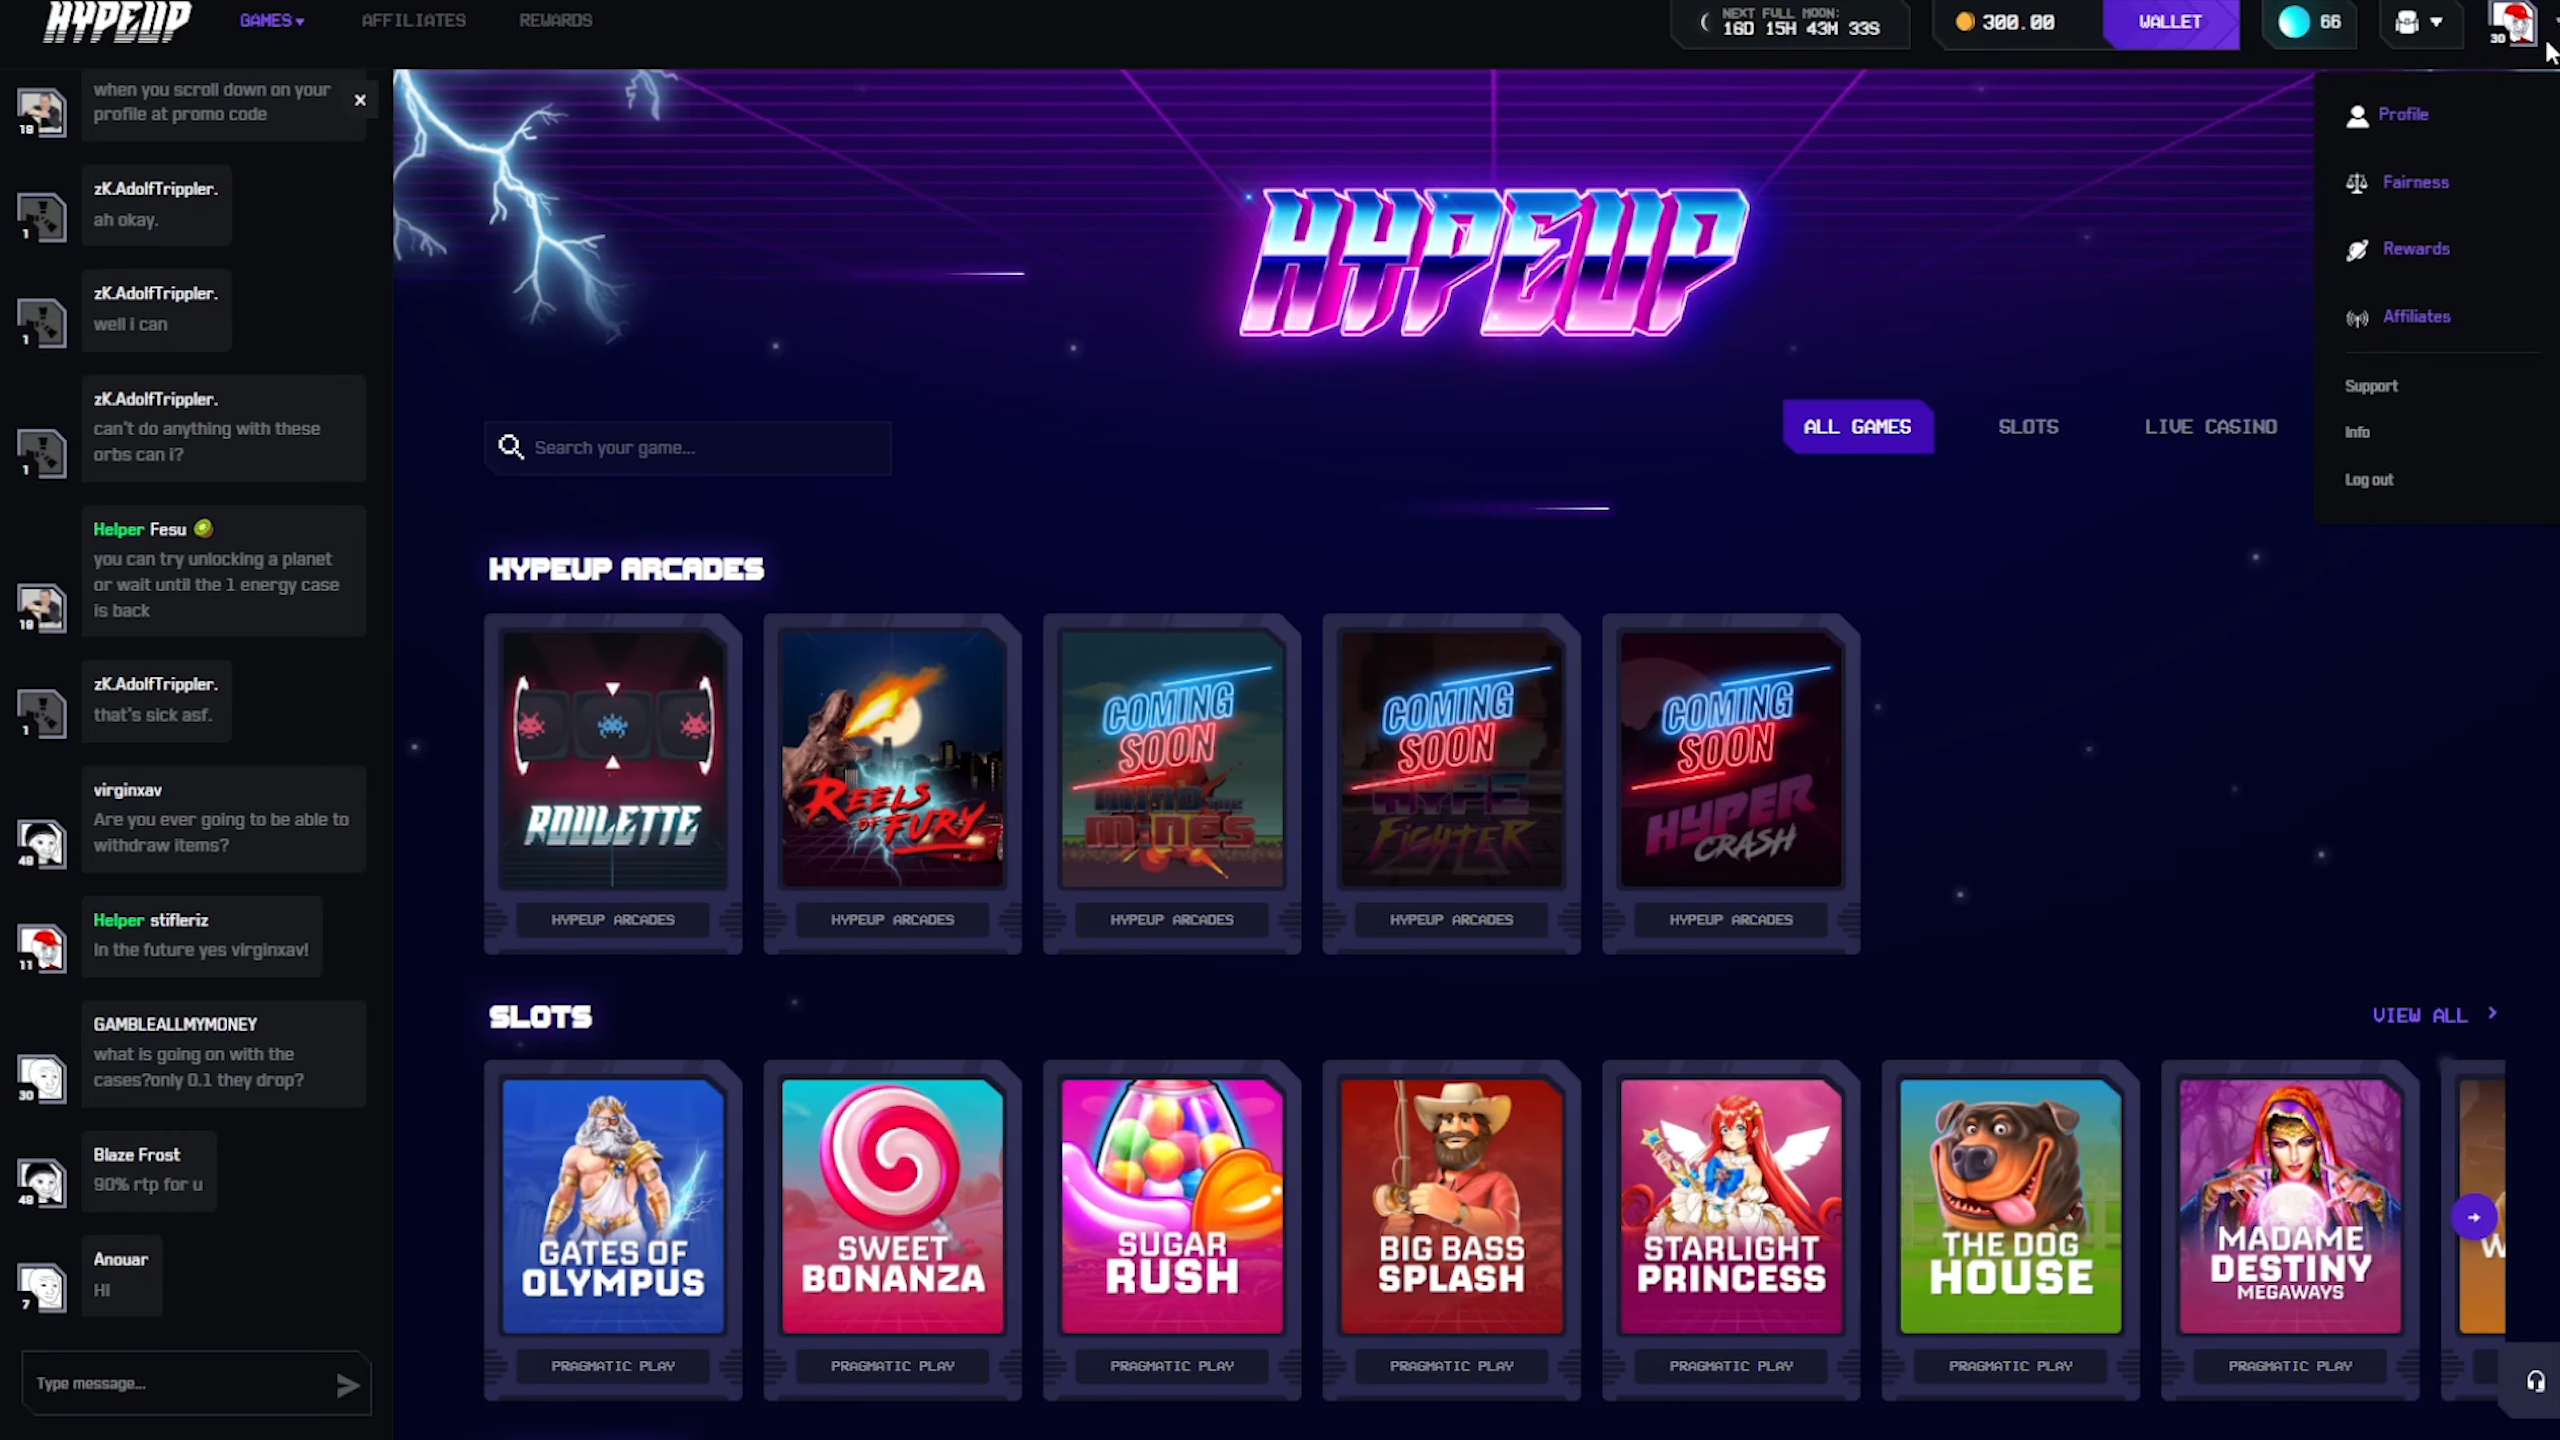 HYPEUP
GAMES
AFFILIATES
REWARDS
NEXT FULL MOON:
16D 15H 43M 33S
300.00
WALLET
66
30
when you scroll down on your
profile at promo code
19
zK.AdolfTrippler.
ah okay.
1
zK.AdolfTrippler.
well i can
1
zK.AdolfTrippler.
can't do anything with these
orbs can i?
1
Helper Fesu
you can try unlocking a planet
or wait until the 1 energy case
is back
19
zK.AdolfTrippler.
that's sick asf.
1
virginxav
Are you ever going to be able to
withdraw items?
49
Helper stifleriz
In the future yes virginxav!
11
GAMBLEALLMYMONEY
what is going on with the
cases?only 0.1 they drop?
30
Blaze Frost
90% rtp for u
49
Anouar
HI
7
Type message...
HYPEUP
Profile
Fairness
Rewards
Affiliates
Support
Info
Log out
Search your game...
ALL GAMES
SLOTS
LIVE CASINO
HYPEUP ARCADES
ROULETTE
HYPEUP ARCADES
REELS
OF FURY
HYPEUP ARCADES
COMING
SOON
MINES
HYPEUP ARCADES
COMING
SOON
HYPE
FIGHTER
HYPEUP ARCADES
COMING
SOON
HYPER
CRASH
HYPEUP ARCADES
SLOTS
VIEW ALL
GATES OF
OLYMPUS
PRAGMATIC PLAY
SWEET
BONANZA
PRAGMATIC PLAY
SUGAR
RUSH
PRAGMATIC PLAY
BIG BASS
SPLASH
PRAGMATIC PLAY
STARLIGHT
PRINCESS
PRAGMATIC PLAY
THE DOG
HOUSE
PRAGMATIC PLAY
MADAME
DESTINY
MEGAWAYS
PRAGMATIC PLAY
W